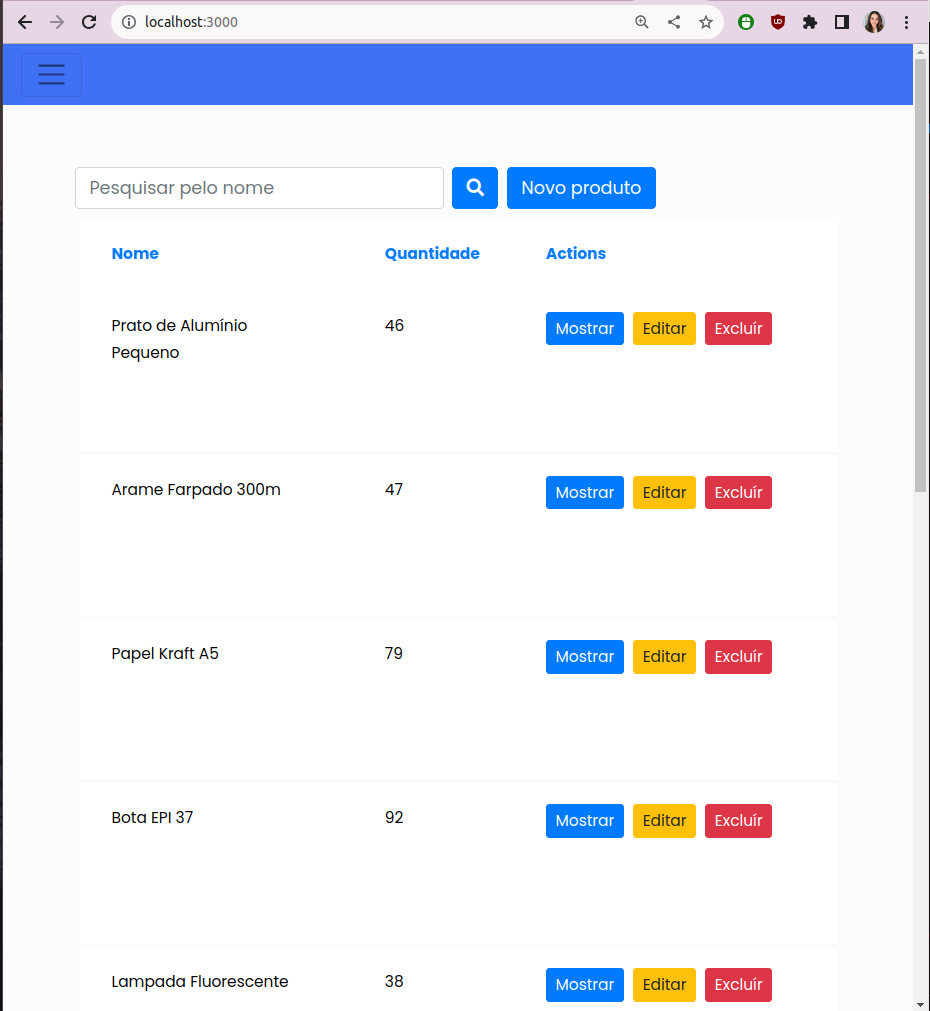 localhost:3000
Pesquisar pelo nome
Novo produto
Nome Quantidade Actions
Prato de Alumínio 46 Mostrar Editar Excluír
Pequeno
Arame Farpado 300m 47 Mostrar Editar Excluír
Papel Kraft A5 79 Mostrar Editar Excluír
Bota EPI 37 92 Mostrar Editar Excluír
Lampada Fluorescente 38 Mostrar Editar Excluír